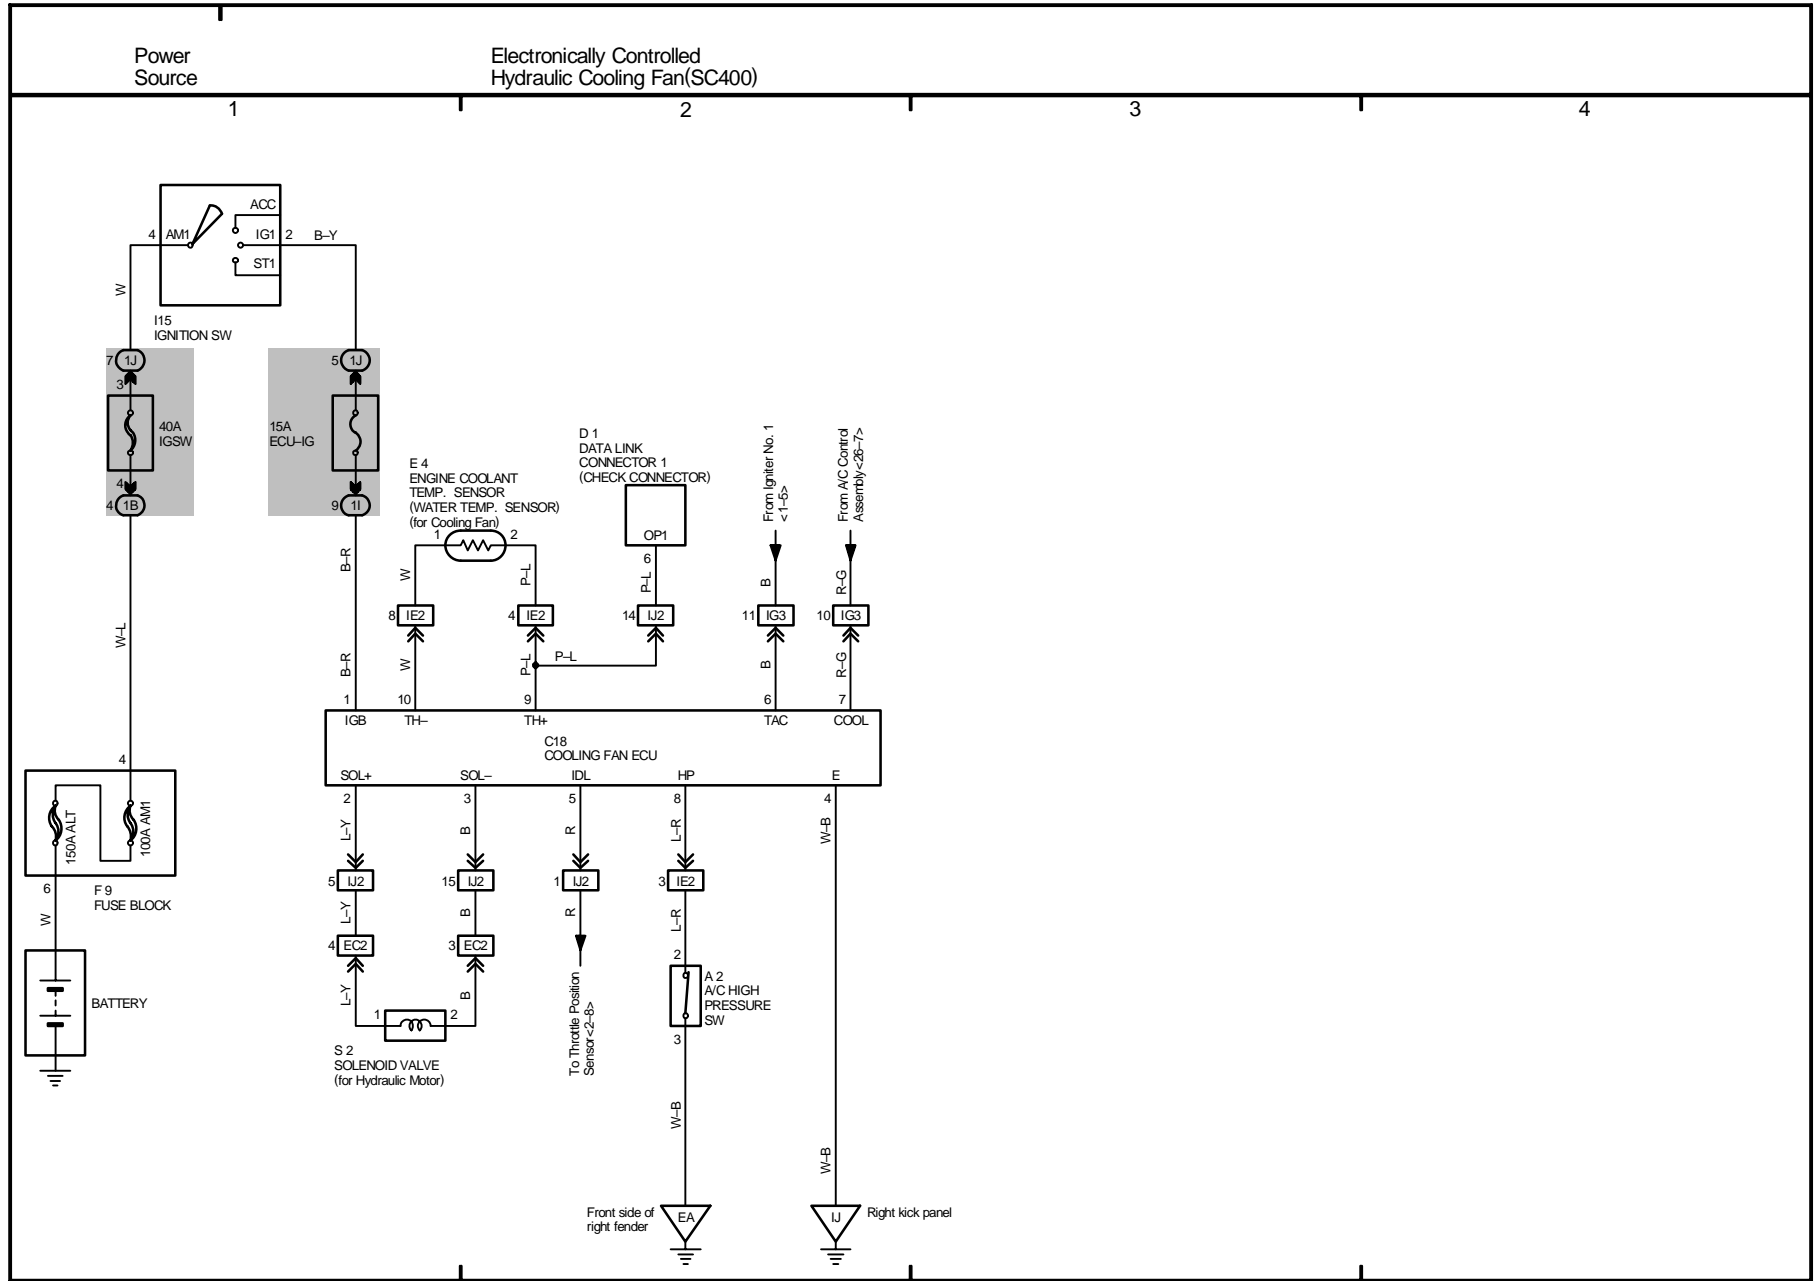 Power
Source
Electronically Controlled
Hydraulic Cooling Fan(SC400)
1
2
3
4
ACC
4
AM1
IG1
2
B–Y
ST1
W
I15
IGNITION SW
7
1J
3
40A
IGSW
4
4
1B
5
1J
15A
ECU–IG
9
1I
E 4
ENGINE COOLANT
TEMP. SENSOR
(WATER TEMP. SENSOR)
(for Cooling Fan)
1
2
D 1
DATA LINK
CONNECTOR 1
(CHECK CONNECTOR)
OP1
6
From Igniter No. 1
<1–5>
From A/C Control
Assembly<26–7>
B–R
W
P–L
P–L
B
R–G
8
IE2
4
IE2
14
IJ2
11
IG3
10
IG3
W–L
B–R
W
P–L
P–L
B
R–G
1
10
9
6
7
IGB
TH–
TH+
TAC
COOL
C18
COOLING FAN ECU
SOL+
SOL–
IDL
HP
E
2
3
5
8
4
4
150A ALT
100A AM1
6
F 9
FUSE BLOCK
W
BATTERY
L–Y
B
R
L–R
W–B
5
IJ2
15
IJ2
1
IJ2
3
IE2
L–Y
B
R
L–R
4
EC2
3
EC2
L–Y
B
1
2
S 2
SOLENOID VALVE
(for Hydraulic Motor)
To Throttle Position
Sensor<2–8>
2
A 2
A/C HIGH
PRESSURE
SW
3
W–B
W–B
Front side of
right fender
EA
IJ
Right kick panel